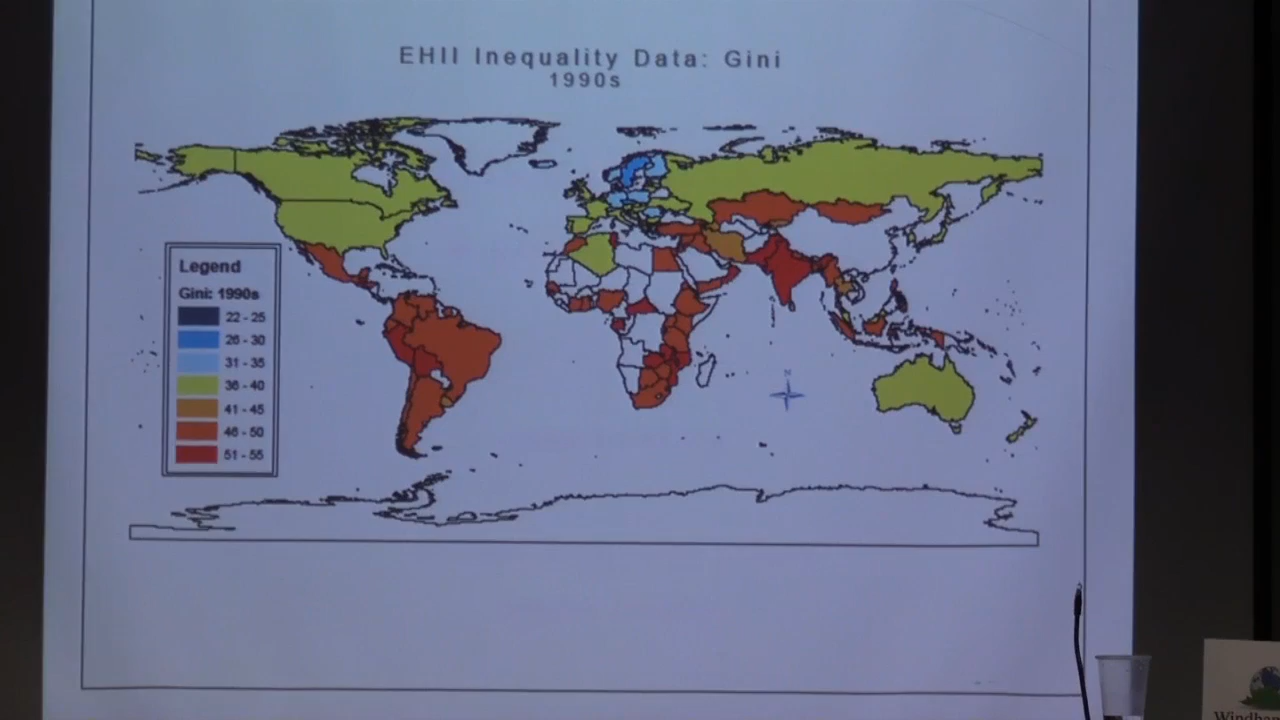 EHII Inequality Data: Gini
1990s
N
Legend
Gini: 1990s
22 - 25
26 - 30
31 - 35
36 - 40
41 - 45
46 - 50
51 - 55